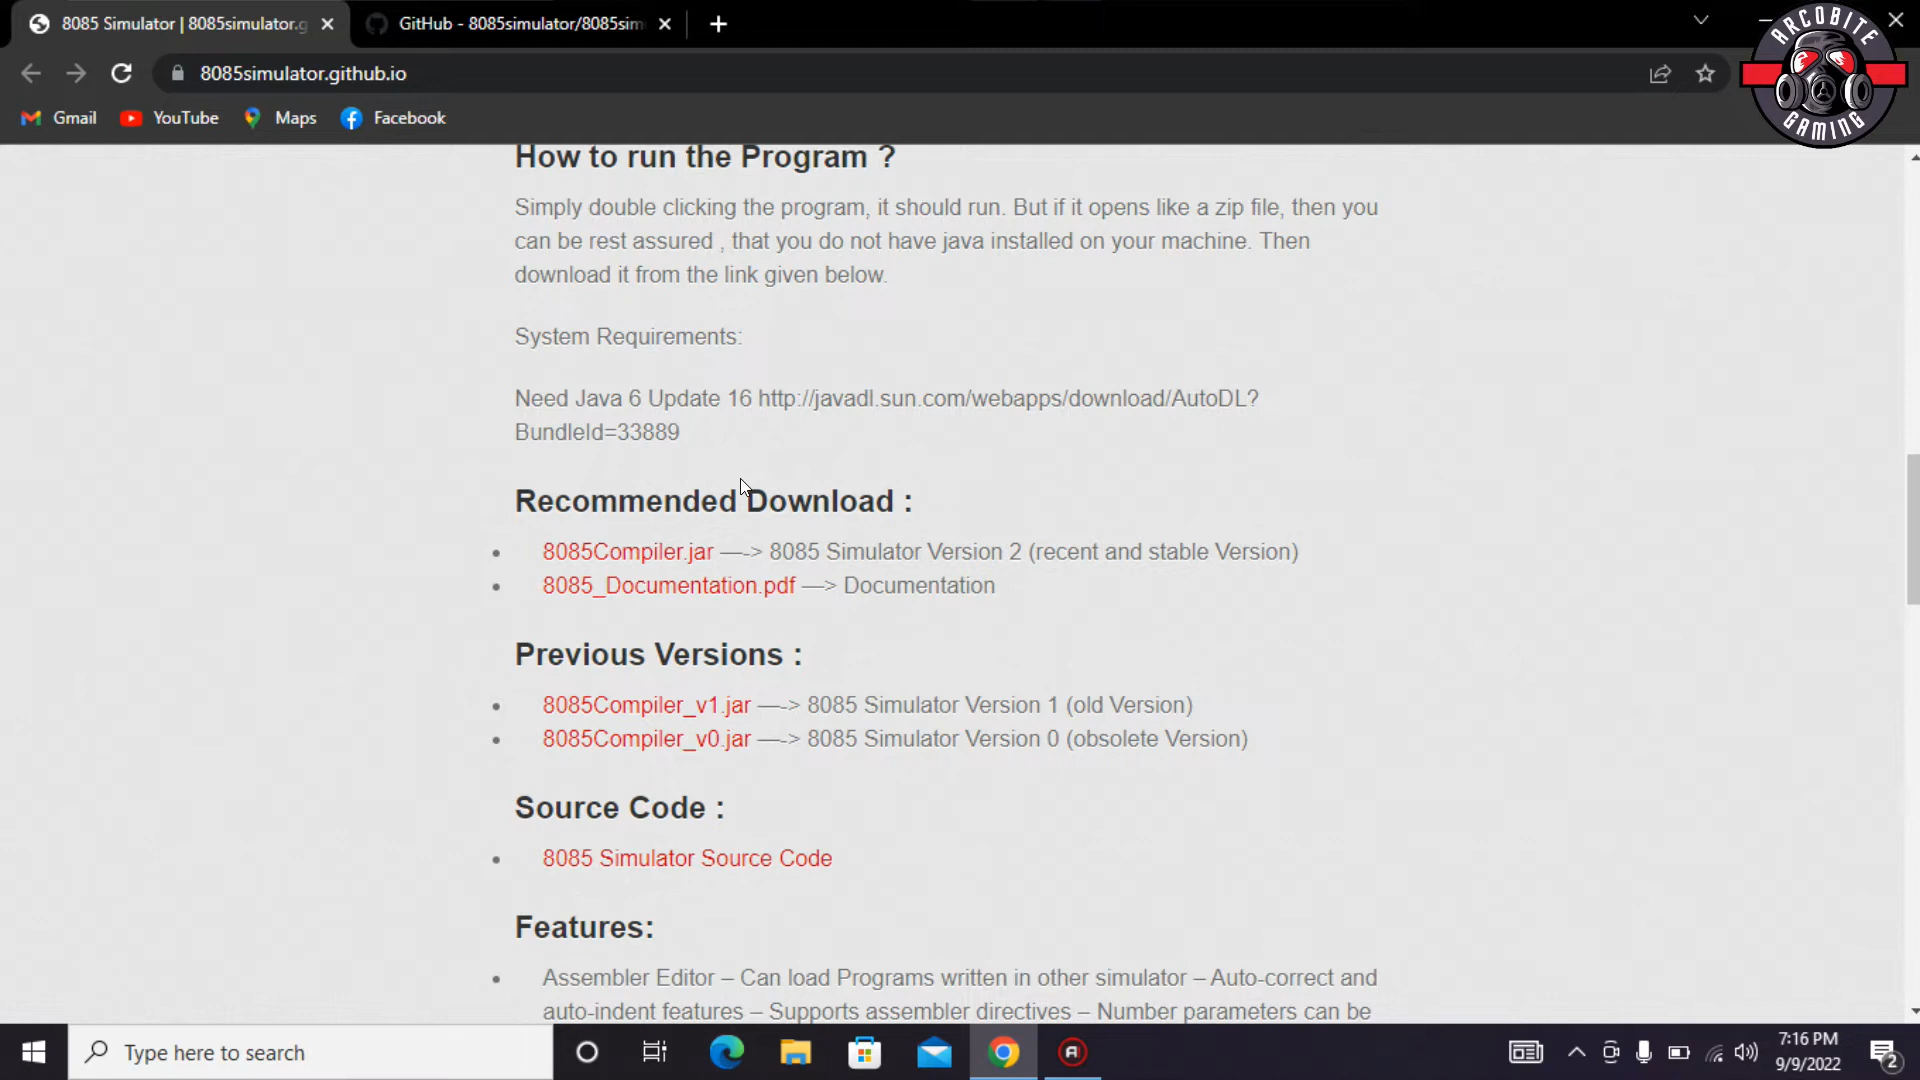 8085 Simulator | 8085simulator.g
GitHub - 8085simulator/8085sim
8085simulator.github.io
ARCOBITE
GAMING
Gmail
YouTube
Maps
Facebook
How to run the Program ?
Simply double clicking the program, it should run. But if it opens like a zip file, then you
can be rest assured , that you do not have java installed on your machine. Then
download it from the link given below.
System Requirements:
Need Java 6 Update 16 http://javadl.sun.com/webapps/download/AutoDL?
BundleId=33889
Recommended Download :
8085Compiler.jar —-> 8085 Simulator Version 2 (recent and stable Version)
8085_Documentation.pdf —> Documentation
Previous Versions :
8085Compiler_v1.jar —-> 8085 Simulator Version 1 (old Version)
8085Compiler_v0.jar —-> 8085 Simulator Version 0 (obsolete Version)
Source Code :
8085 Simulator Source Code
Features:
Assembler Editor – Can load Programs written in other simulator – Auto-correct and
auto-indent features – Supports assembler directives – Number parameters can be
Type here to search
7:16 PM
9/9/2022
2